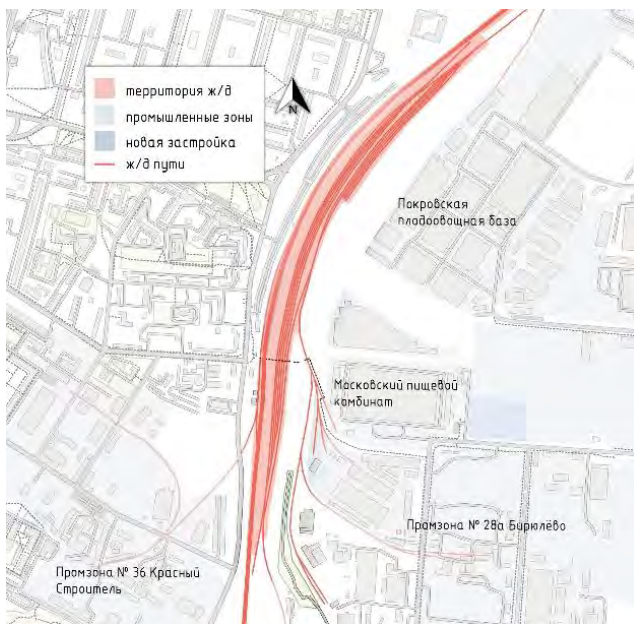 территория ж/д
промышленные зоны
новая застройка
ж/д пути
N
Покровская
плодоовощная база
Московский пищевой
комбинат
Промзона № 28а Бирюлёво
Промзона № 36 Красный
Строитель